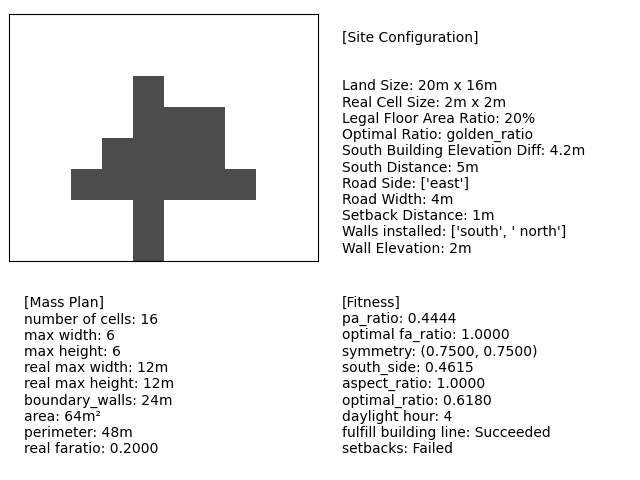 [Site Configuration]
Land Size: 20m x 16m
Real Cell Size: 2m x 2m
Legal Floor Area Ratio: 20%
Optimal Ratio: golden_ratio
South Building Elevation Diff: 4.2m
South Distance: 5m
Road Side: ['east']
Road Width: 4m
Setback Distance: 1m
Walls installed: ['south', ' north']
Wall Elevation: 2m
[Mass Plan]
number of cells: 16
max width: 6
max height: 6
real max width: 12m
real max height: 12m
boundary_walls: 24m
area: 64m²
perimeter: 48m
real faratio: 0.2000
[Fitness]
pa_ratio: 0.4444
optimal fa_ratio: 1.0000
symmetry: (0.7500, 0.7500)
south_side: 0.4615
aspect_ratio: 1.0000
optimal_ratio: 0.6180
daylight hour: 4
fulfill building line: Succeeded
setbacks: Failed